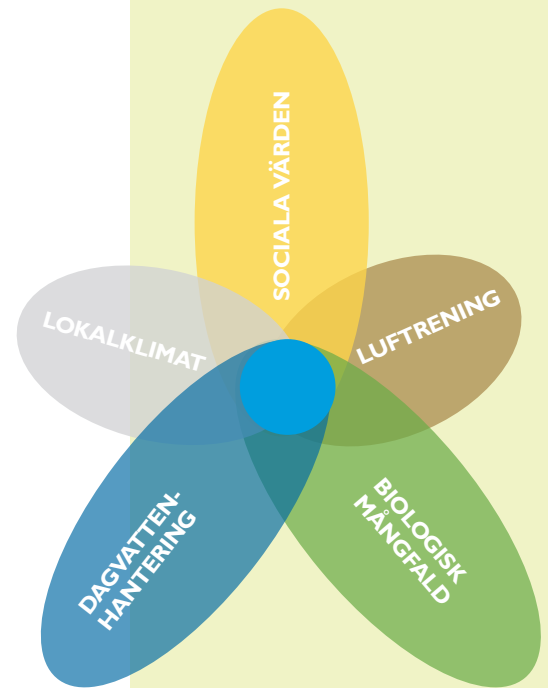 SOCIALA VÄRDEN
LOKALKLIMAT
LUFTRENING
DAGVATTEN-
HANTERING
BIOLOGISK
MÅNGFALD